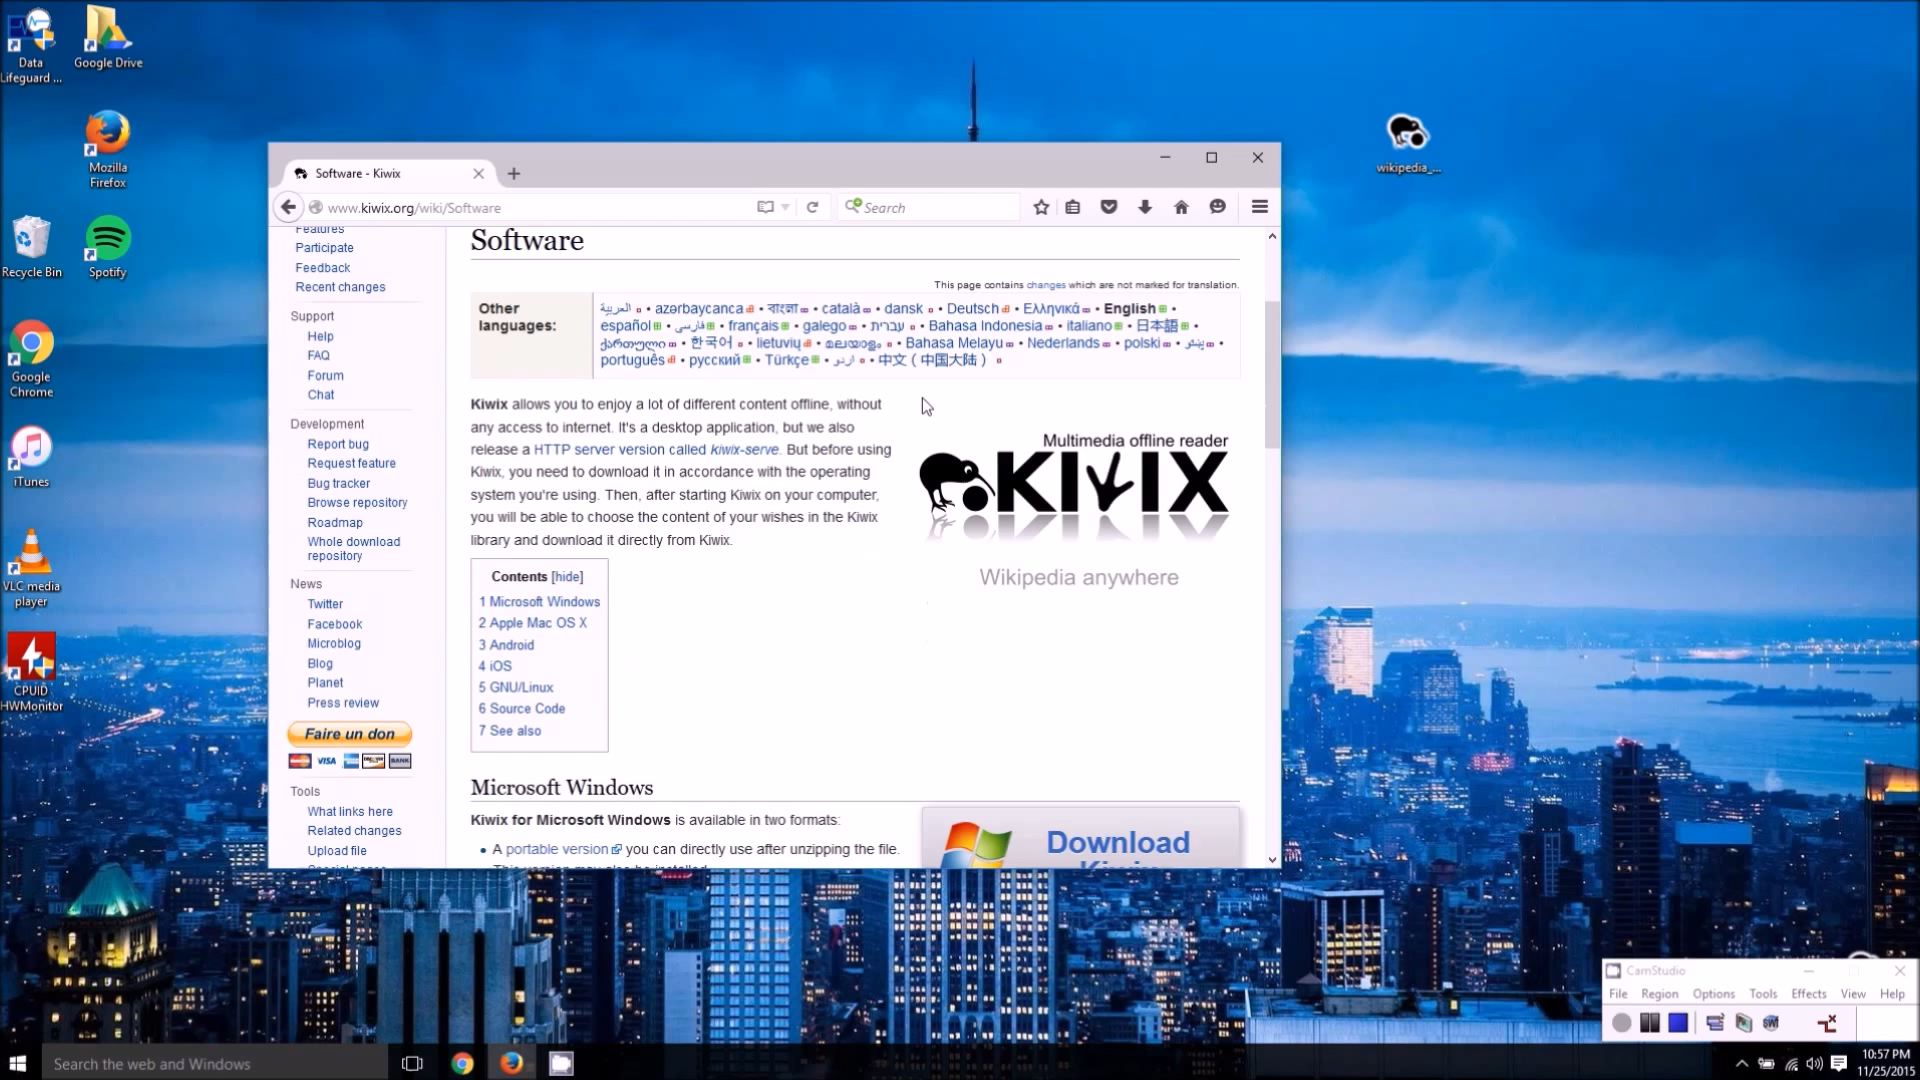 Data
Lifeguard ...
Google Drive
Mozilla
Firefox
Recycle Bin
Spotify
Google
Chrome
iTunes
VLC media
player
CPUID
HWMonitor
wikipedia_...
Software - Kiwix
www.kiwix.org/wiki/Software
Search
Features
Participate
Feedback
Recent changes
Support
Help
FAQ
Forum
Chat
Development
Report bug
Request feature
Bug tracker
Browse repository
Roadmap
Whole download
repository
News
Twitter
Facebook
Microblog
Blog
Planet
Press review
Faire un don
VISA
BANK
Tools
What links here
Related changes
Upload file
Special pages
Software
This page contains changes which are not marked for translation.
Other
languages:
العربية • azərbaycanca • বাংলা • català • dansk • Deutsch • Ελληνικά • English •
español • فارسی • français • galego • עברית • Bahasa Indonesia • italiano • 日本語 •
ქართული • 한국어 • lietuvių • മലയാളം • Bahasa Melayu • Nederlands • polski • پښتو •
português • русский • Türkçe • اردو • 中文（中国大陆）
Kiwix allows you to enjoy a lot of different content offline, without
any access to internet. It's a desktop application, but we also
release a HTTP server version called kiwix-serve. But before using
Kiwix, you need to download it in accordance with the operating
system you're using. Then, after starting Kiwix on your computer,
you will be able to choose the content of your wishes in the Kiwix
library and download it directly from Kiwix.
Multimedia offline reader
KIWIX
Wikipedia anywhere
Contents [hide]
1 Microsoft Windows
2 Apple Mac OS X
3 Android
4 iOS
5 GNU/Linux
6 Source Code
7 See also
Microsoft Windows
Kiwix for Microsoft Windows is available in two formats:
• A portable version you can directly use after unzipping the file.
This version may also be installed
Download
Kiwix
CamStudio
File Region Options Tools Effects View Help
Search the web and Windows
10:57 PM
11/25/2015